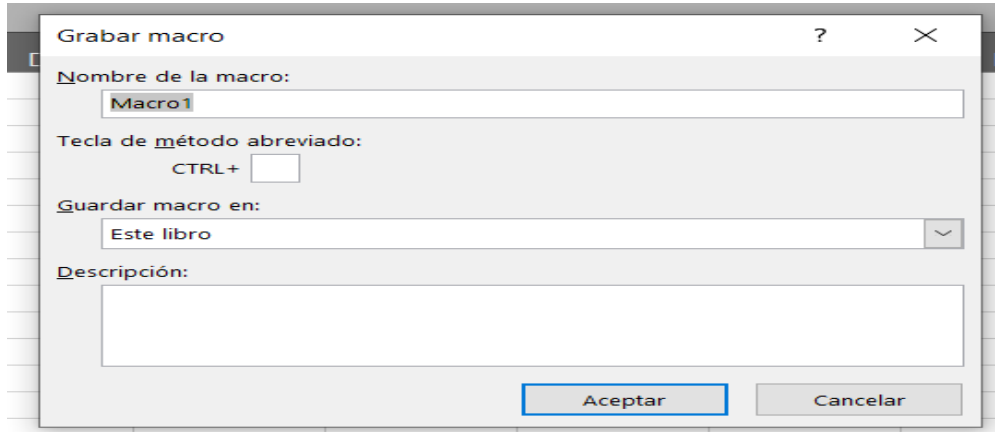 Grabar macro ?
Nombre de la macro:
Macro1
Tecla de método abreviado:
CTRL+
Guardar macro en:
Este libro
Descripción:
Aceptar Cancelar